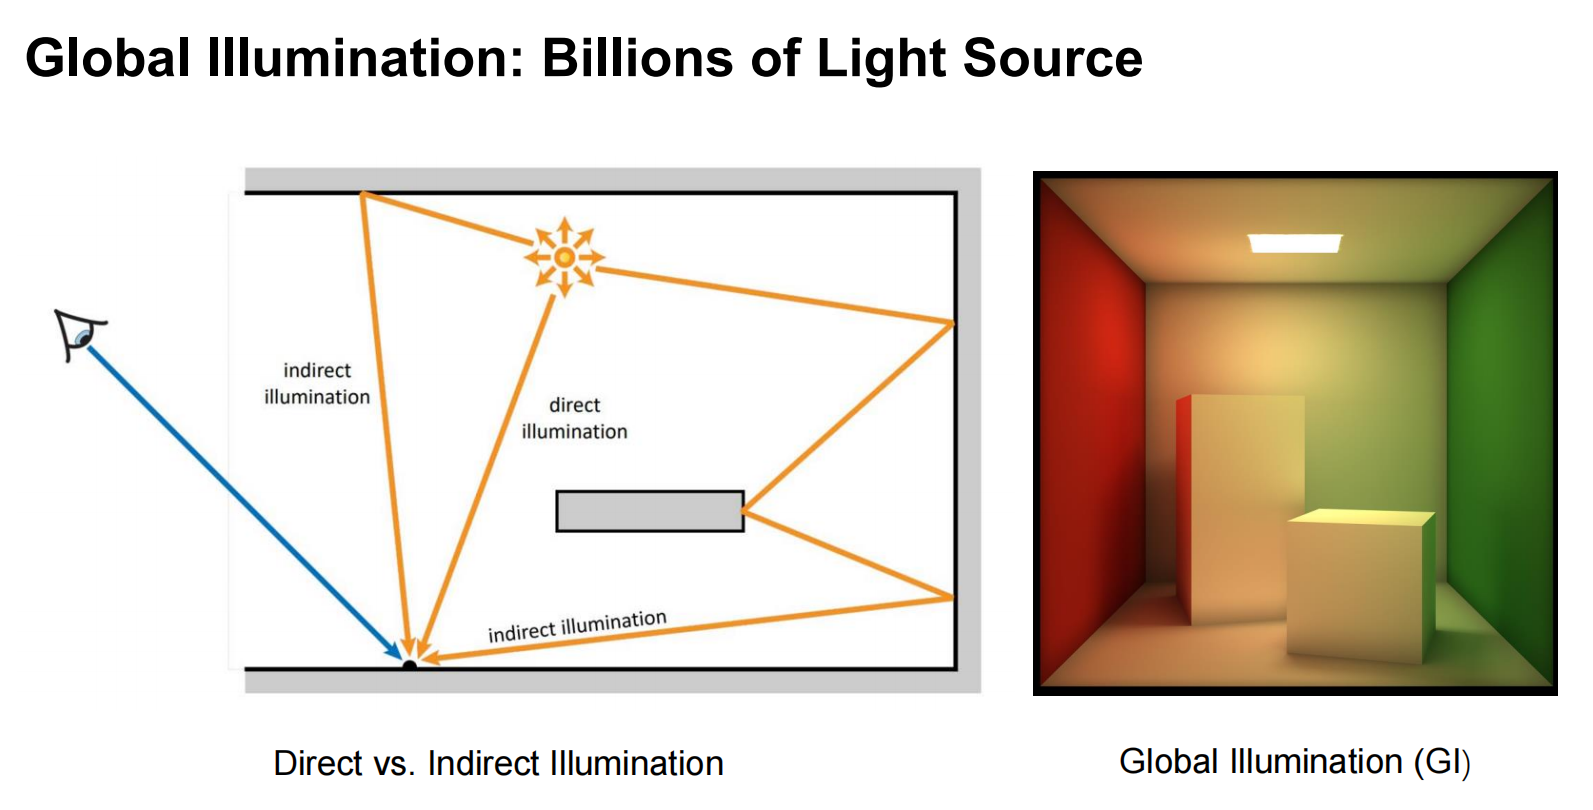 Global Illumination: Billions of Light Source
indirect
illumination
direct
illumination
indirect illumination
Direct vs. Indirect Illumination
Global Illumination (GI)